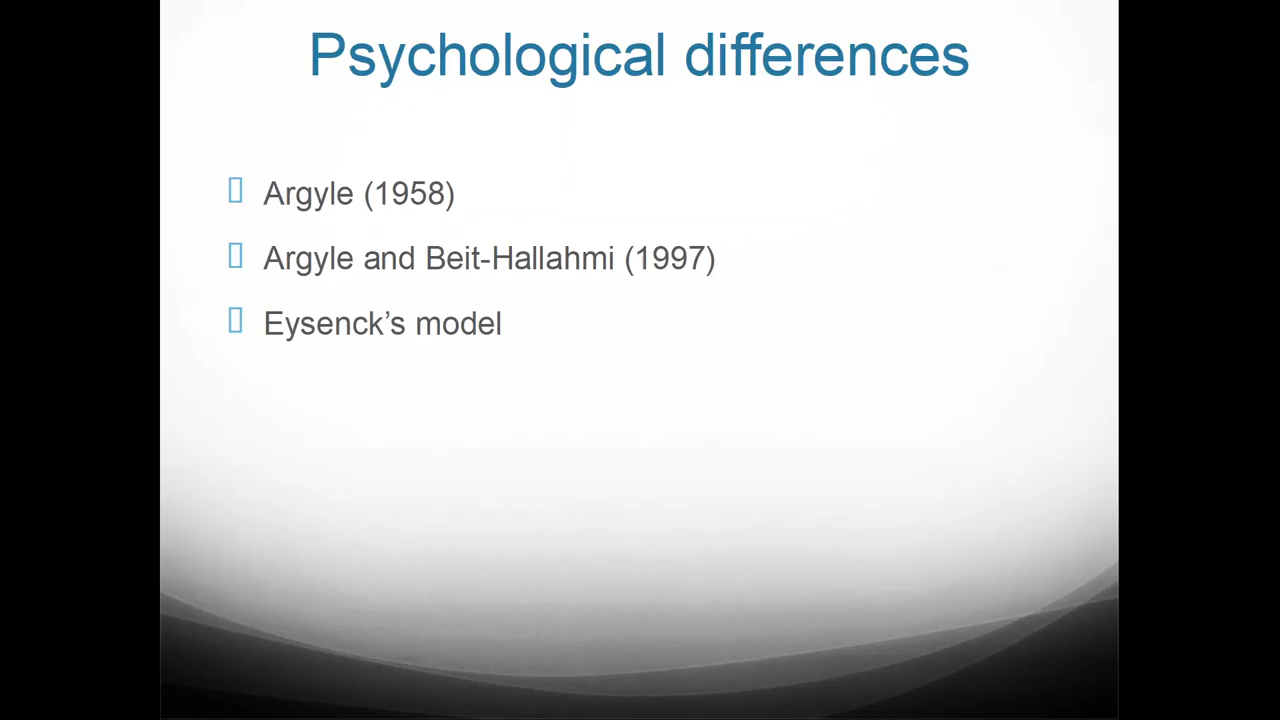 Psychological differences
Argyle (1958)
Argyle and Beit-Hallahmi (1997)
Eysenck’s model